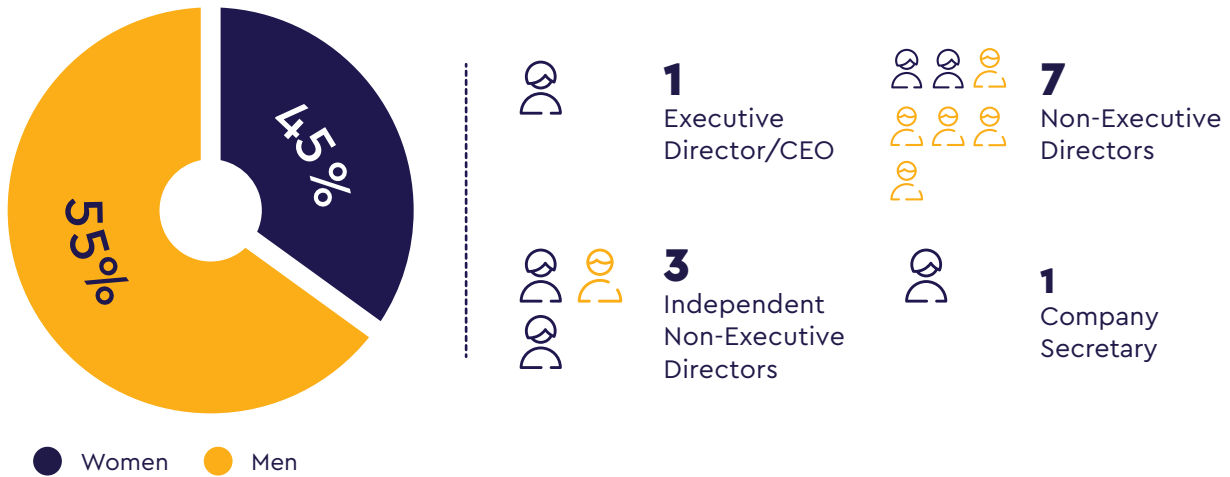 45%
55%
Women
Men
1
Executive
Director/CEO
7
Non-Executive
Directors
3
Independent
Non-Executive
Directors
1
Company
Secretary